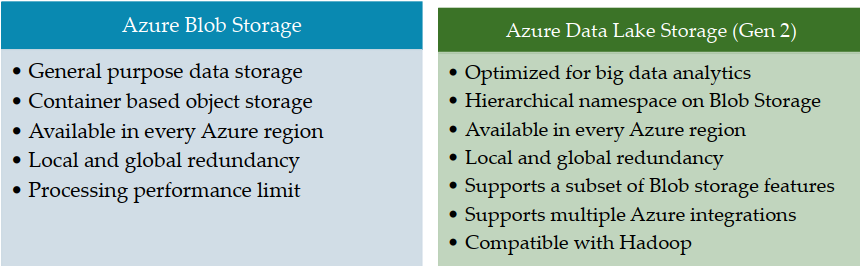 Azure Blob Storage
• General purpose data storage
• Container based object storage
• Available in every Azure region
• Local and global redundancy
• Processing performance limit
Azure Data Lake Storage (Gen 2)
• Optimized for big data analytics
• Hierarchical namespace on Blob Storage
• Available in every Azure region
• Local and global redundancy
• Supports a subset of Blob storage features
• Supports multiple Azure integrations
• Compatible with Hadoop